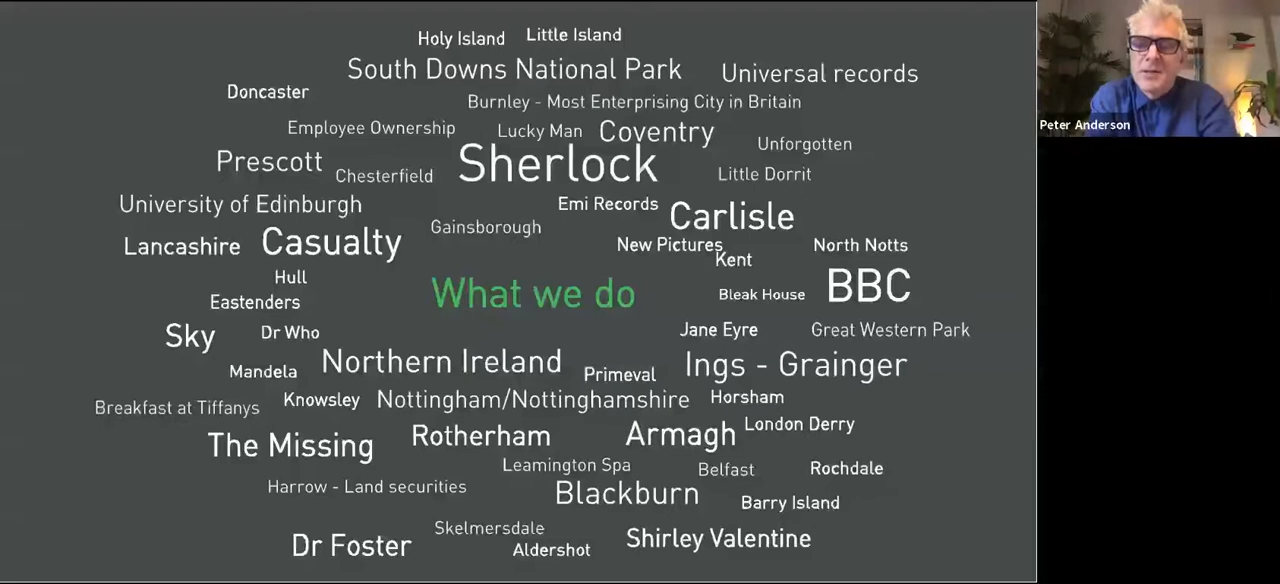 Holy Island
Little Island
South Downs National Park
Universal records
Doncaster
Burnley - Most Enterprising City in Britain
Employee Ownership
Lucky Man
Coventry
Unforgotten
Prescott
Chesterfield
Sherlock
Little Dorrit
University of Edinburgh
Emi Records
Carlisle
Gainsborough
Lancashire
Casualty
New Pictures
North Notts
Kent
Hull
What we do
Bleak House
BBC
Eastenders
Sky
Dr Who
Jane Eyre
Great Western Park
Mandela
Northern Ireland
Primeval
Ings - Grainger
Breakfast at Tiffanys
Knowsley
Nottingham/Nottinghamshire
Horsham
The Missing
Rotherham
Armagh
London Derry
Leamington Spa
Belfast
Rochdale
Harrow - Land securities
Blackburn
Barry Island
Skelmersdale
Dr Foster
Aldershot
Shirley Valentine
Peter Anderson